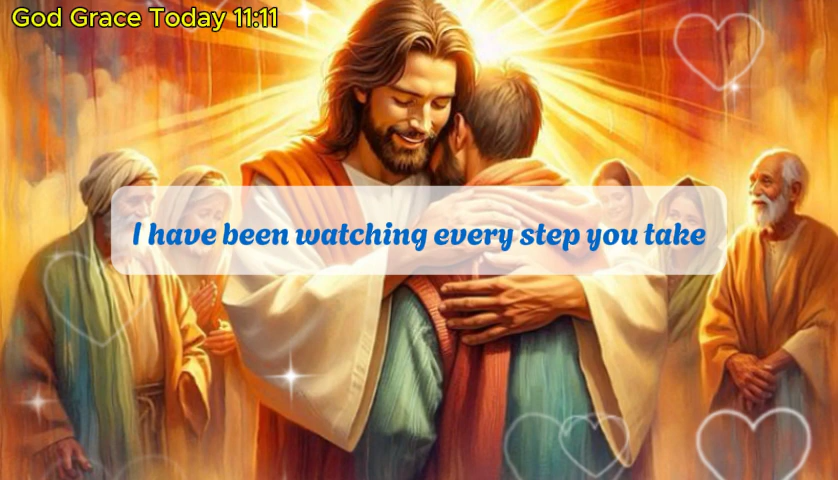 God Grace Today 11:11
I have been watching every step you take